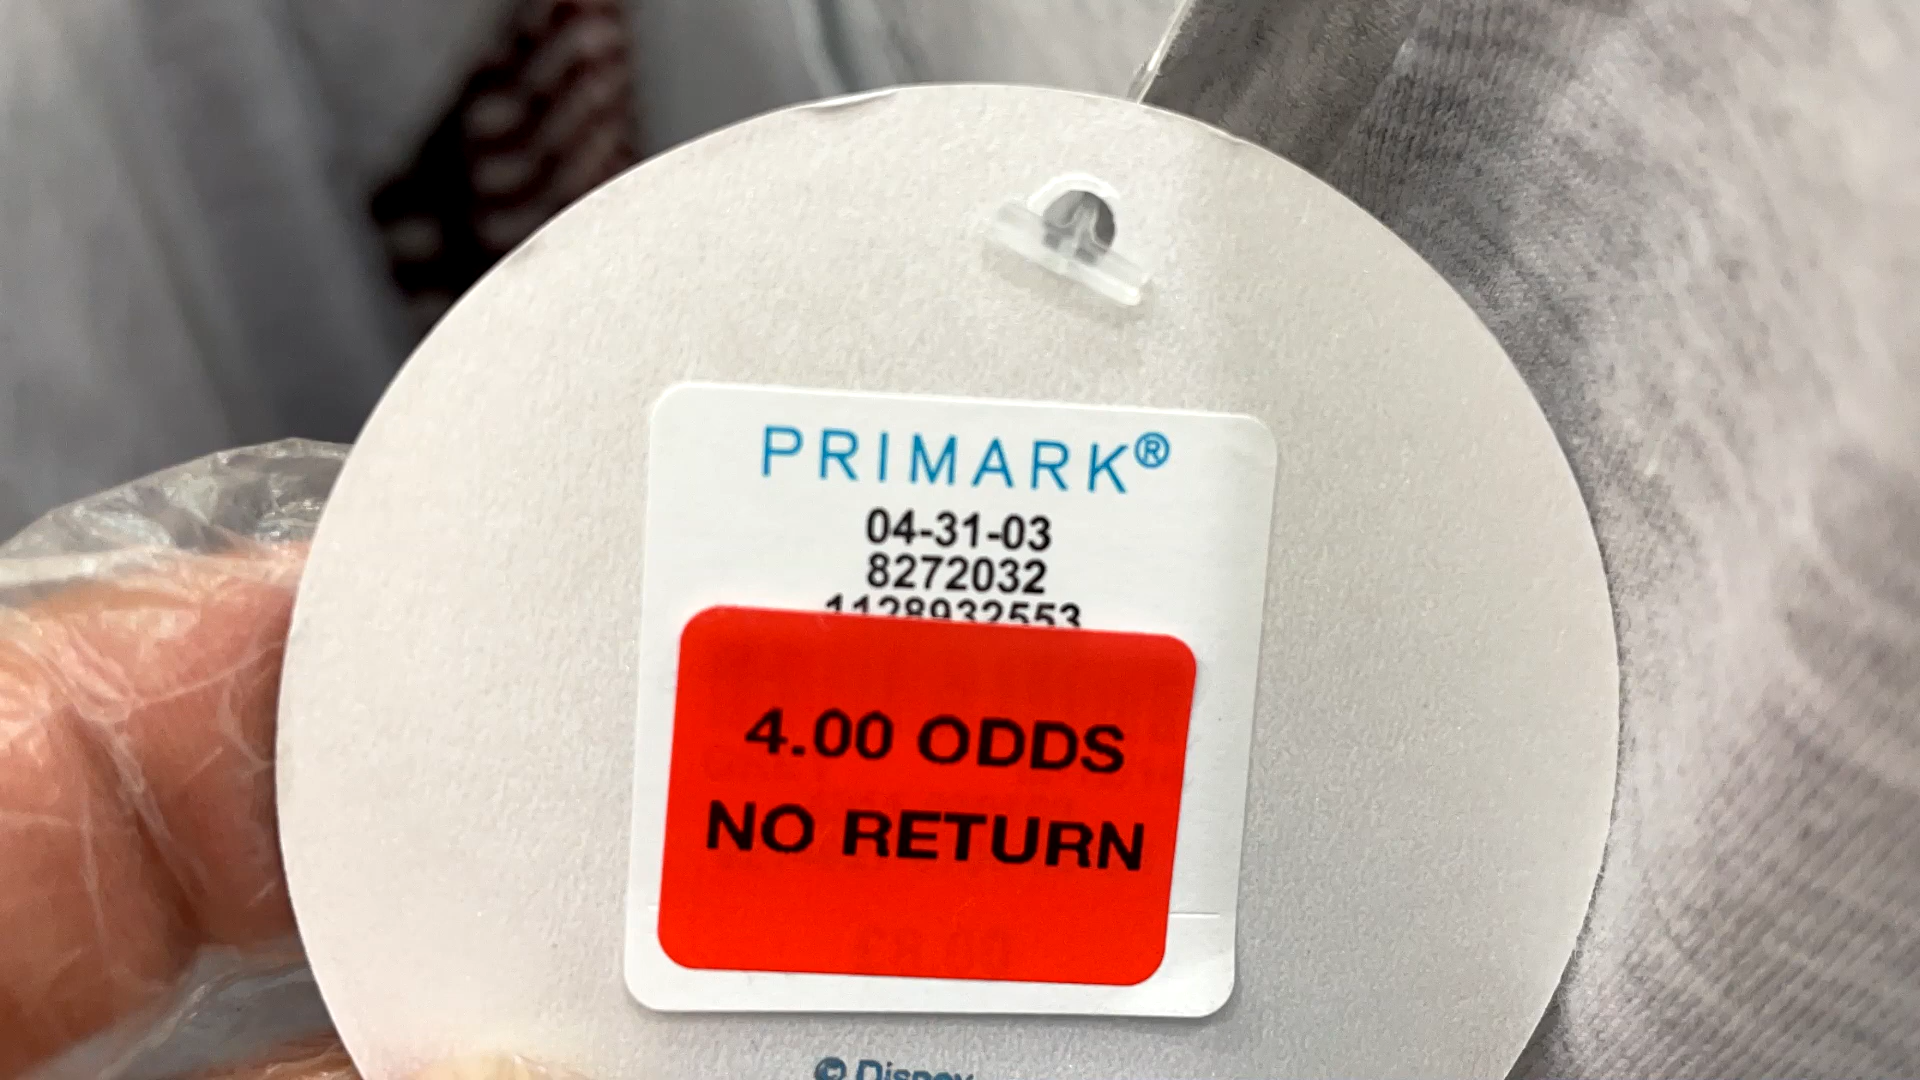 PRIMARK®
04-31-03
8272032
1128932553
4.00 ODDS
NO RETURN
© Disney